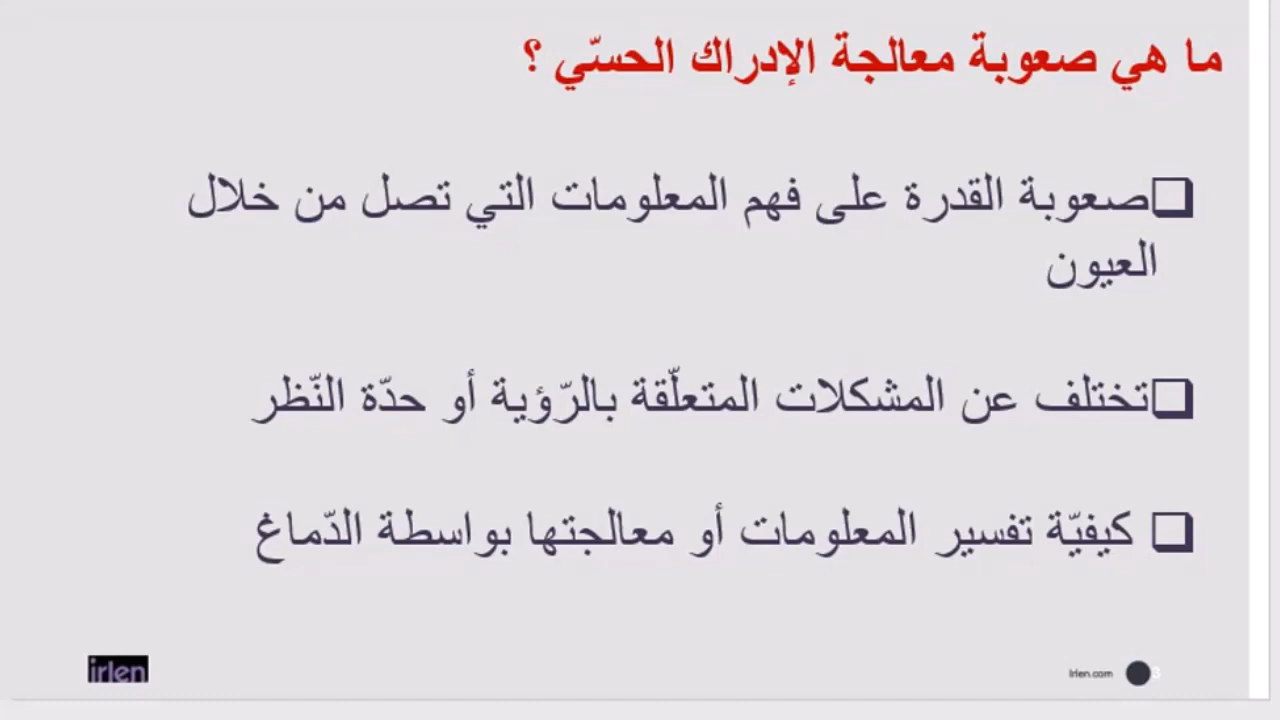 ما هي صعوبة معالجة الإدراك الحسّي ؟
صعوبة القدرة على فهم المعلومات التي تصل من خلال
العيون
تختلف عن المشكلات المتعلّقة بالرّؤية أو حدّة النّظر
كيفيّة تفسير المعلومات أو معالجتها بواسطة الدّماغ
irlen
Irlen.com
3